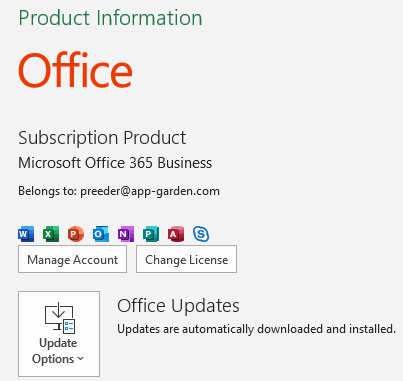 Product Information
Office
Subscription Product
Microsoft Office 365 Business
Belongs to: preeder@app-garden.com
W X P O N P A S
Manage Account Change License
Update
Options
Office Updates
Updates are automatically downloaded and installed.